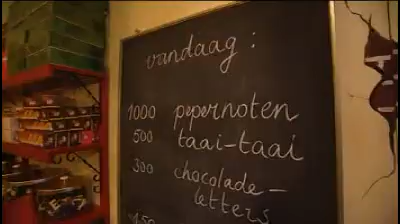 vandaag :
1000 pepernoten
500 taai-taai
300 chocolade-
letters